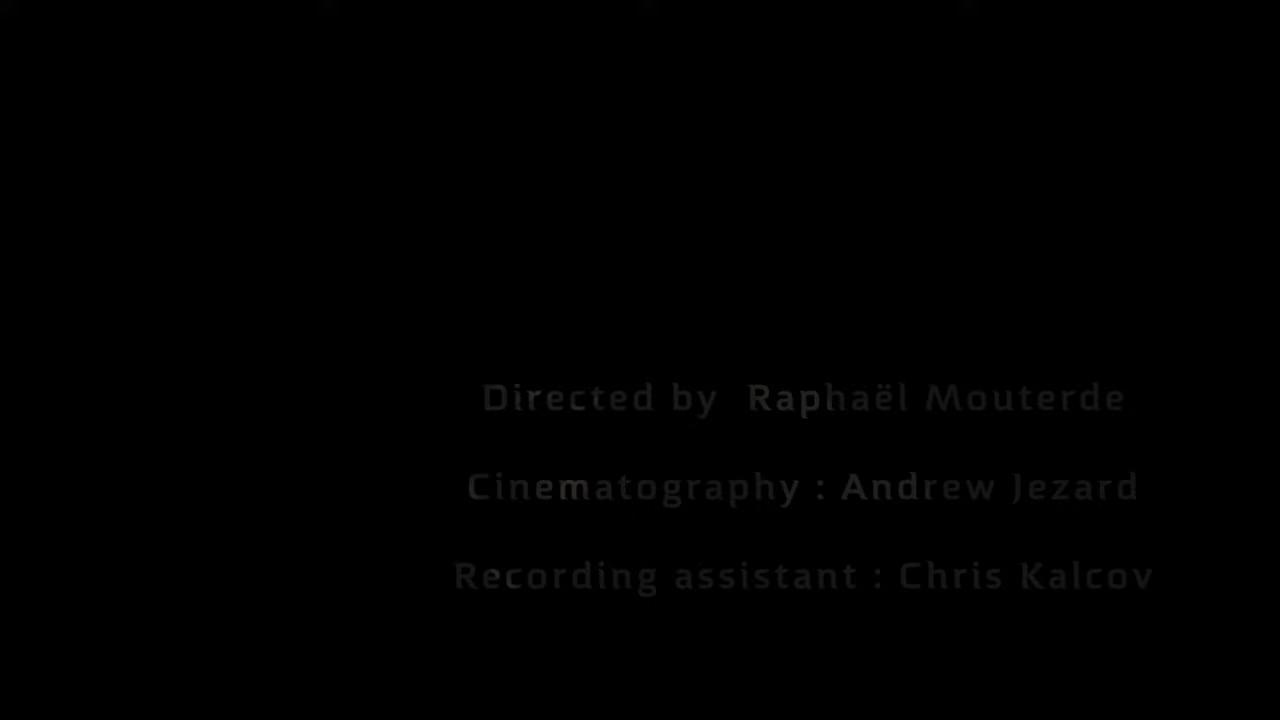 Directed by  Raphaël Mouterde
Cinematography : Andrew Jezard
Recording assistant : Chris Kalcov